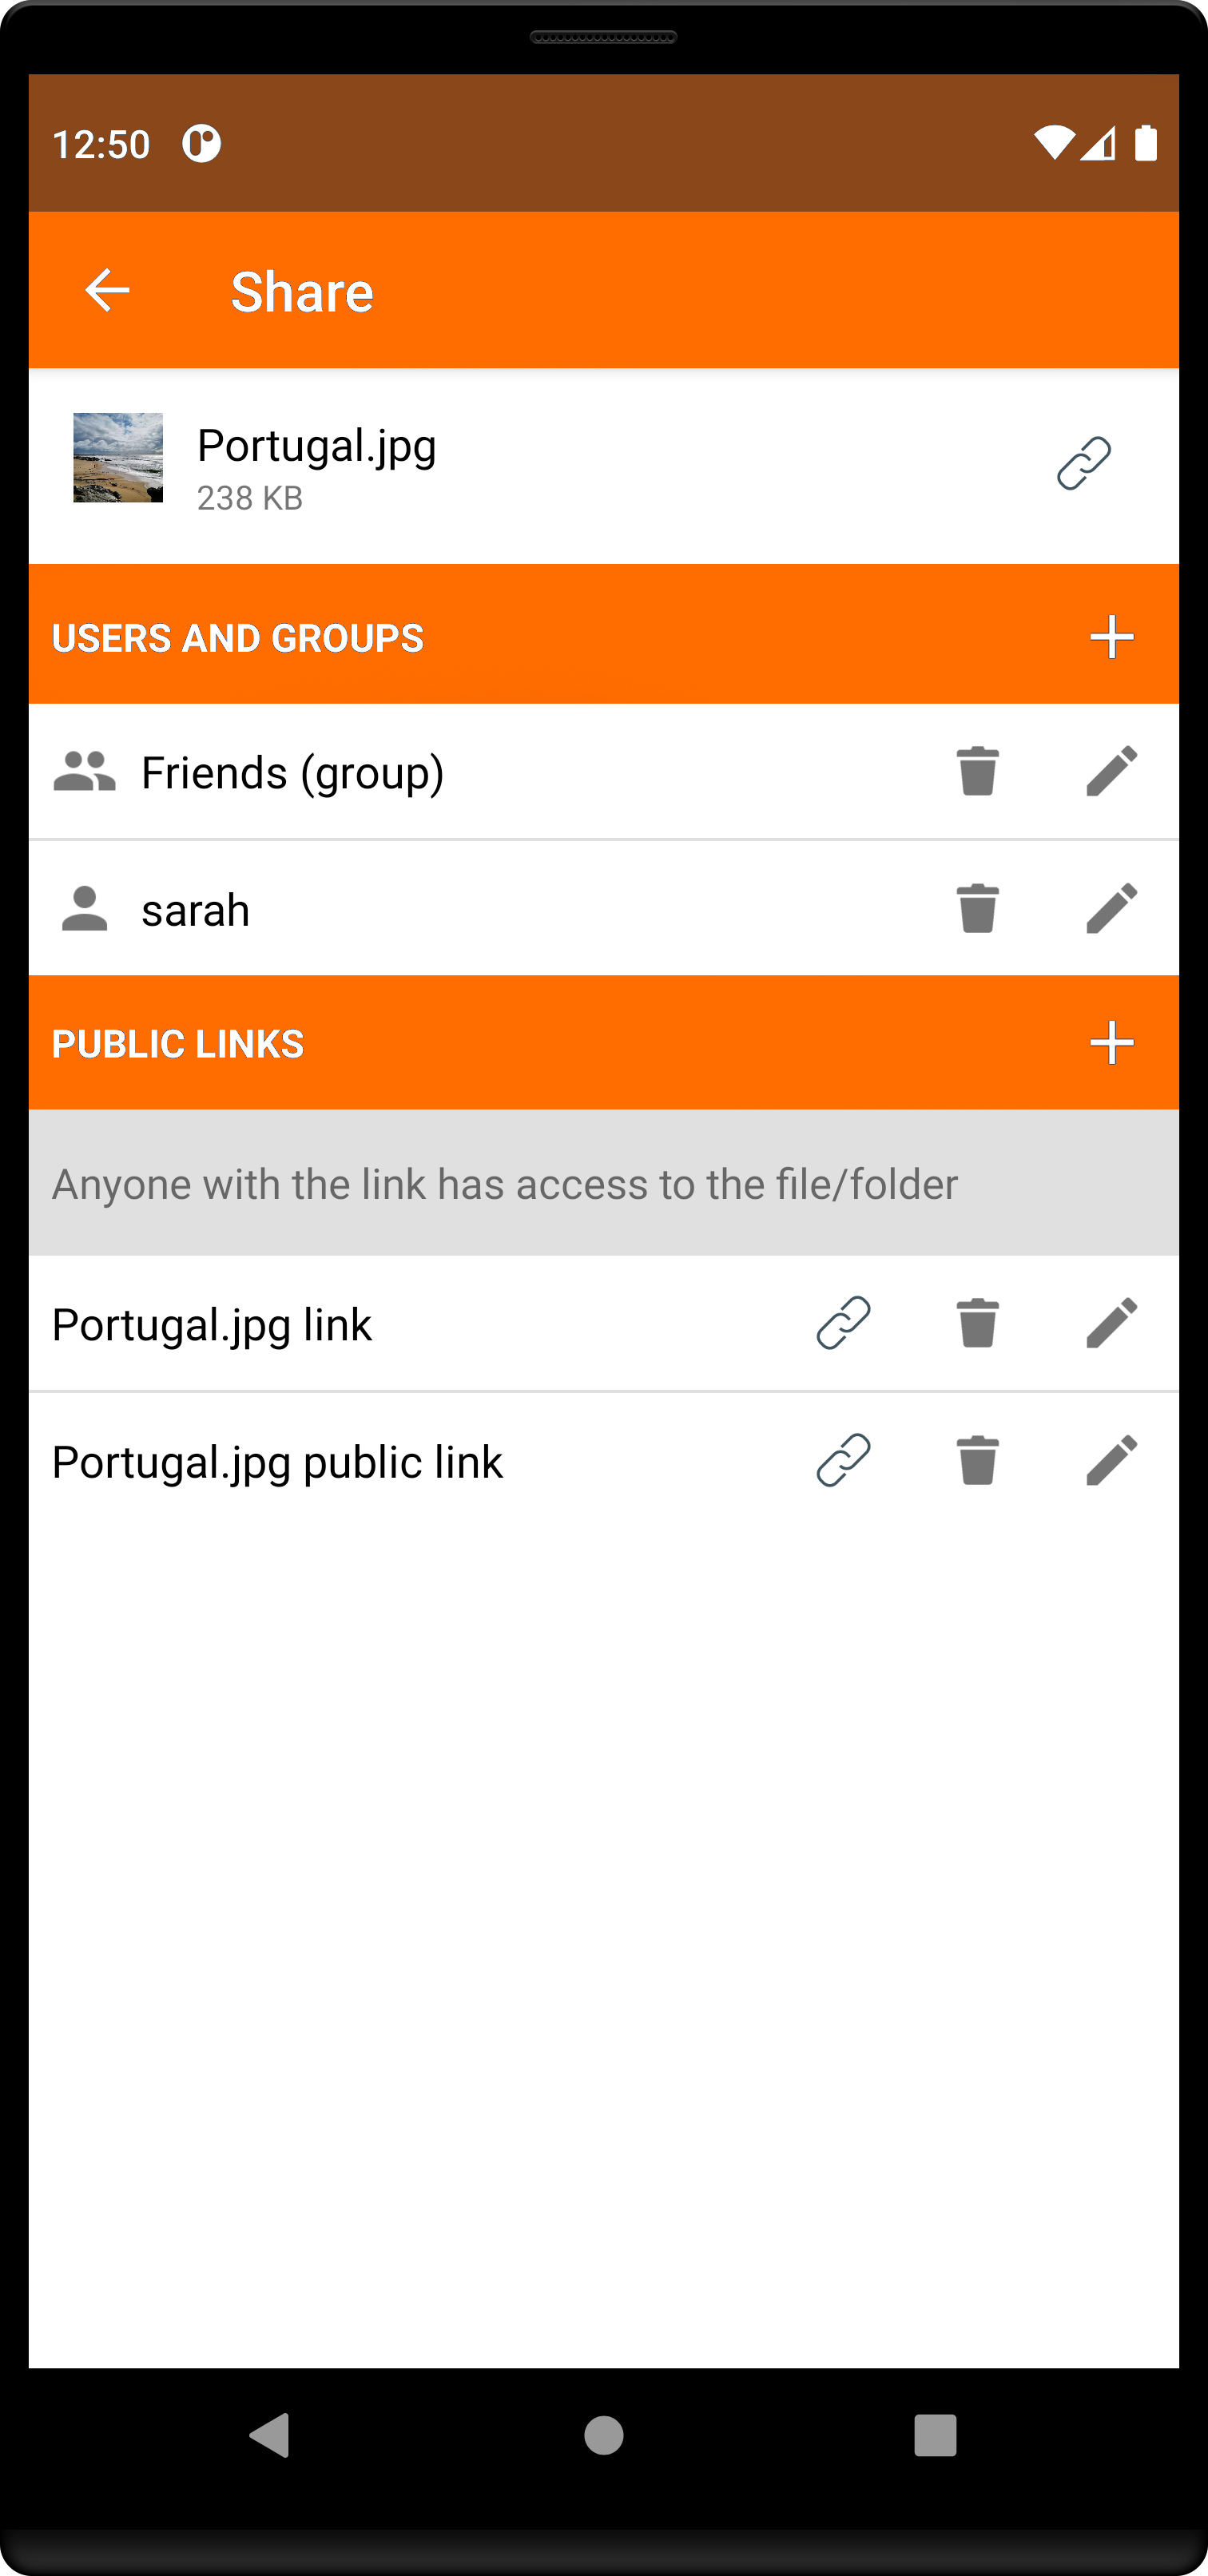 12:50
Share
Portugal.jpg
238 KB
USERS AND GROUPS
Friends (group)
sarah
PUBLIC LINKS
Anyone with the link has access to the file/folder
Portugal.jpg link
Portugal.jpg public link